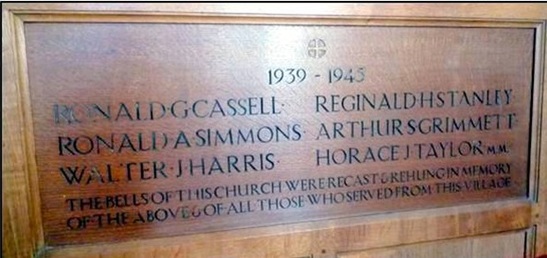 1939 - 1945
RONALD·G·CASSELL· REGINALD·H·STANLEY·
RONALD·A·SIMMONS· ARTHUR·S·GRIMMETT
WALTER·J·HARRIS· HORACE·J·TAYLOR·M.M.
THE BELLS OF THIS CHURCH WERE RECAST & REHUNG IN MEMORY
OF THE ABOVE & OF ALL THOSE WHO SERVED FROM THIS VILLAGE